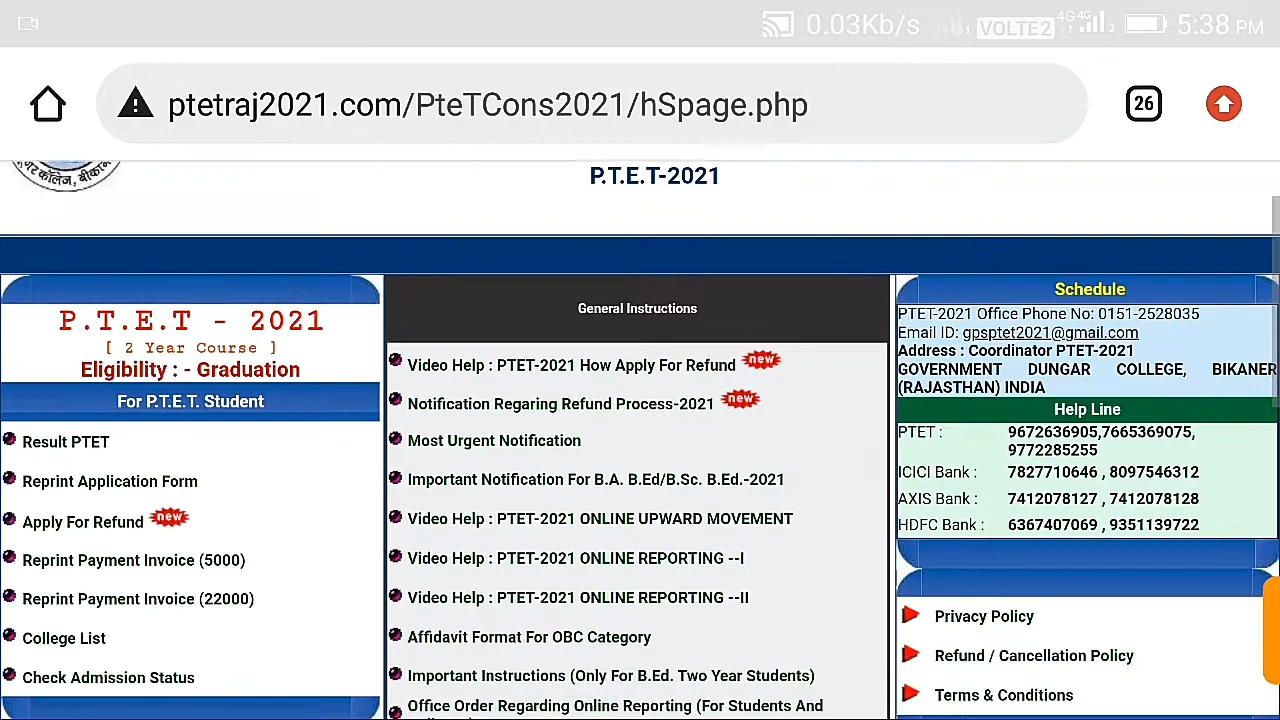 0.03Kb/s VOLTE2 4G 4G 2 5:38 PM
ptetraj2021.com/PteTCons2021/hSpage.php
26
कॉलेज, बीका
P.T.E.T-2021
P.T.E.T - 2021
[ 2 Year Course ]
Eligibility : - Graduation
For P.T.E.T. Student
Result PTET
Reprint Application Form
Apply For Refund new
Reprint Payment Invoice (5000)
Reprint Payment Invoice (22000)
College List
Check Admission Status
General Instructions
Video Help : PTET-2021 How Apply For Refund new
Notification Regaring Refund Process-2021 new
Most Urgent Notification
Important Notification For B.A. B.Ed/B.Sc. B.Ed.-2021
Video Help : PTET-2021 ONLINE UPWARD MOVEMENT
Video Help : PTET-2021 ONLINE REPORTING --I
Video Help : PTET-2021 ONLINE REPORTING --II
Affidavit Format For OBC Category
Important Instructions (Only For B.Ed. Two Year Students)
Office Order Regarding Online Reporting (For Students And
Schedule
PTET-2021 Office Phone No: 0151-2528035
Email ID: gpsptet2021@gmail.com
Address : Coordinator PTET-2021
GOVERNMENT DUNGAR COLLEGE, BIKANER
(RAJASTHAN) INDIA
Help Line
PTET : 9672636905,7665369075,
9772285255
ICICI Bank : 7827710646 , 8097546312
AXIS Bank : 7412078127 , 7412078128
HDFC Bank : 6367407069 , 9351139722
Privacy Policy
Refund / Cancellation Policy
Terms & Conditions